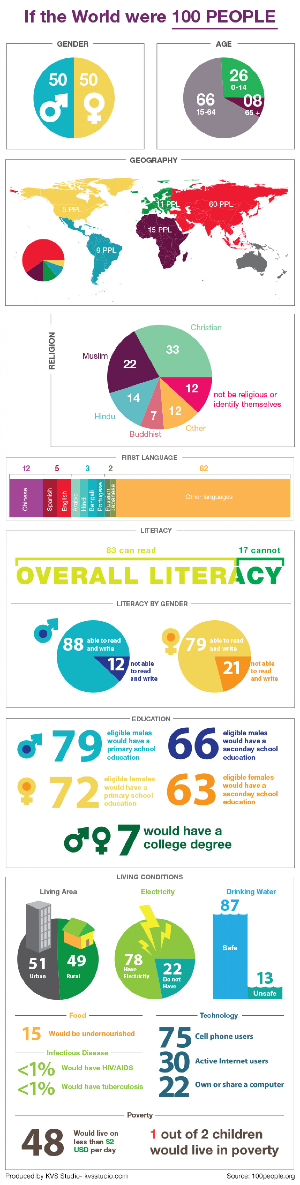 If the World were 100 PEOPLE
GENDER
50 50
AGE
26
0-14
66
15-64
08
65 +
GEOGRAPHY
5 PPL
11 PPL
60 PPL
15 PPL
9 PPL
RELIGION
Christian
33
Muslim
22
12
not be religious or
identify themselves
14
Hindu
7
Buddhist
12
Other
FIRST LANGUAGE
12 5 3 2 62
Chinese
Spanish
English
Arabic
Hindi
Bengali
Portuguese
Russian
Japanese
Other languages
LITERACY
83 can read 17 cannot
OVERALL LITERACY
LITERACY BY GENDER
88 able to read
and write
12 not able
to read
and write
79 able to read
and write
21 not able
to read
and write
EDUCATION
79 eligible males
would have a
primary school
education
66 eligible males
would have a
seconday school
education
72 eligible females
would have a
primary school
education
63 eligible females
would have a
seconday school
education
7 would have a
college degree
LIVING CONDITIONS
Living Area
51
Urban
49
Rural
Electricity
78
Have
Electricity
22
Do not
Have
Drinking Water
87
Safe
13
Unsafe
Food
15 Would be undernourished
Infectious Disease
<1% Would have HIV/AIDS
<1% Would have tuberculosis
Technology
75 Cell phone users
30 Active Internet users
22 Own or share a computer
Poverty
48 Would live on
less than $2
USD per day
1 out of 2 children
would live in poverty
Produced by KVS Studio- kvsstudio.com
Source: 100people.org